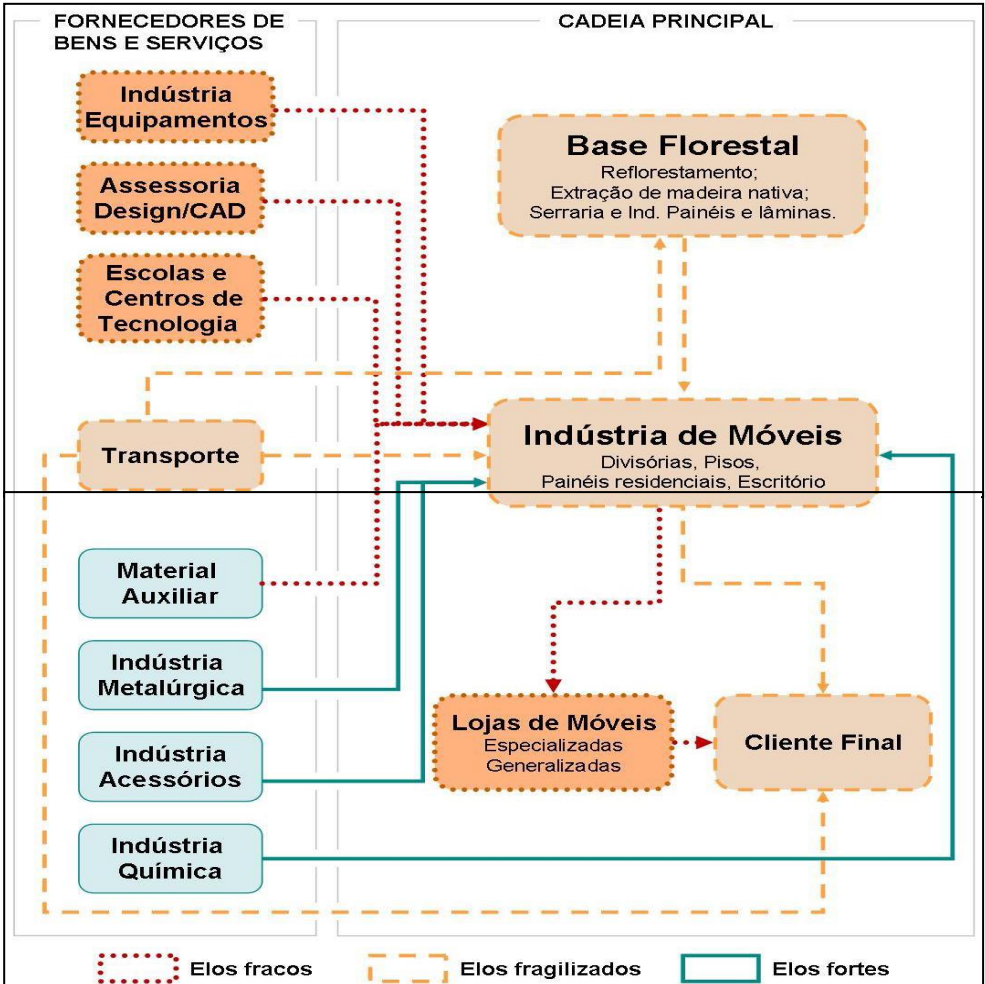 FORNECEDORES DE
BENS E SERVIÇOS
CADEIA PRINCIPAL
Indústria
Equipamentos
Assessoria
Design/CAD
Escolas e
Centros de
Tecnologia
Transporte
Material
Auxiliar
Indústria
Metalúrgica
Indústria
Acessórios
Indústria
Química
Base Florestal
Reflorestamento;
Extração de madeira nativa;
Serraria e Ind. Painéis e lâminas.
Indústria de Móveis
Divisórias, Pisos,
Painéis residenciais, Escritório
Lojas de Móveis
Especializadas
Generalizadas
Cliente Final
Elos fracos
Elos fragilizados
Elos fortes